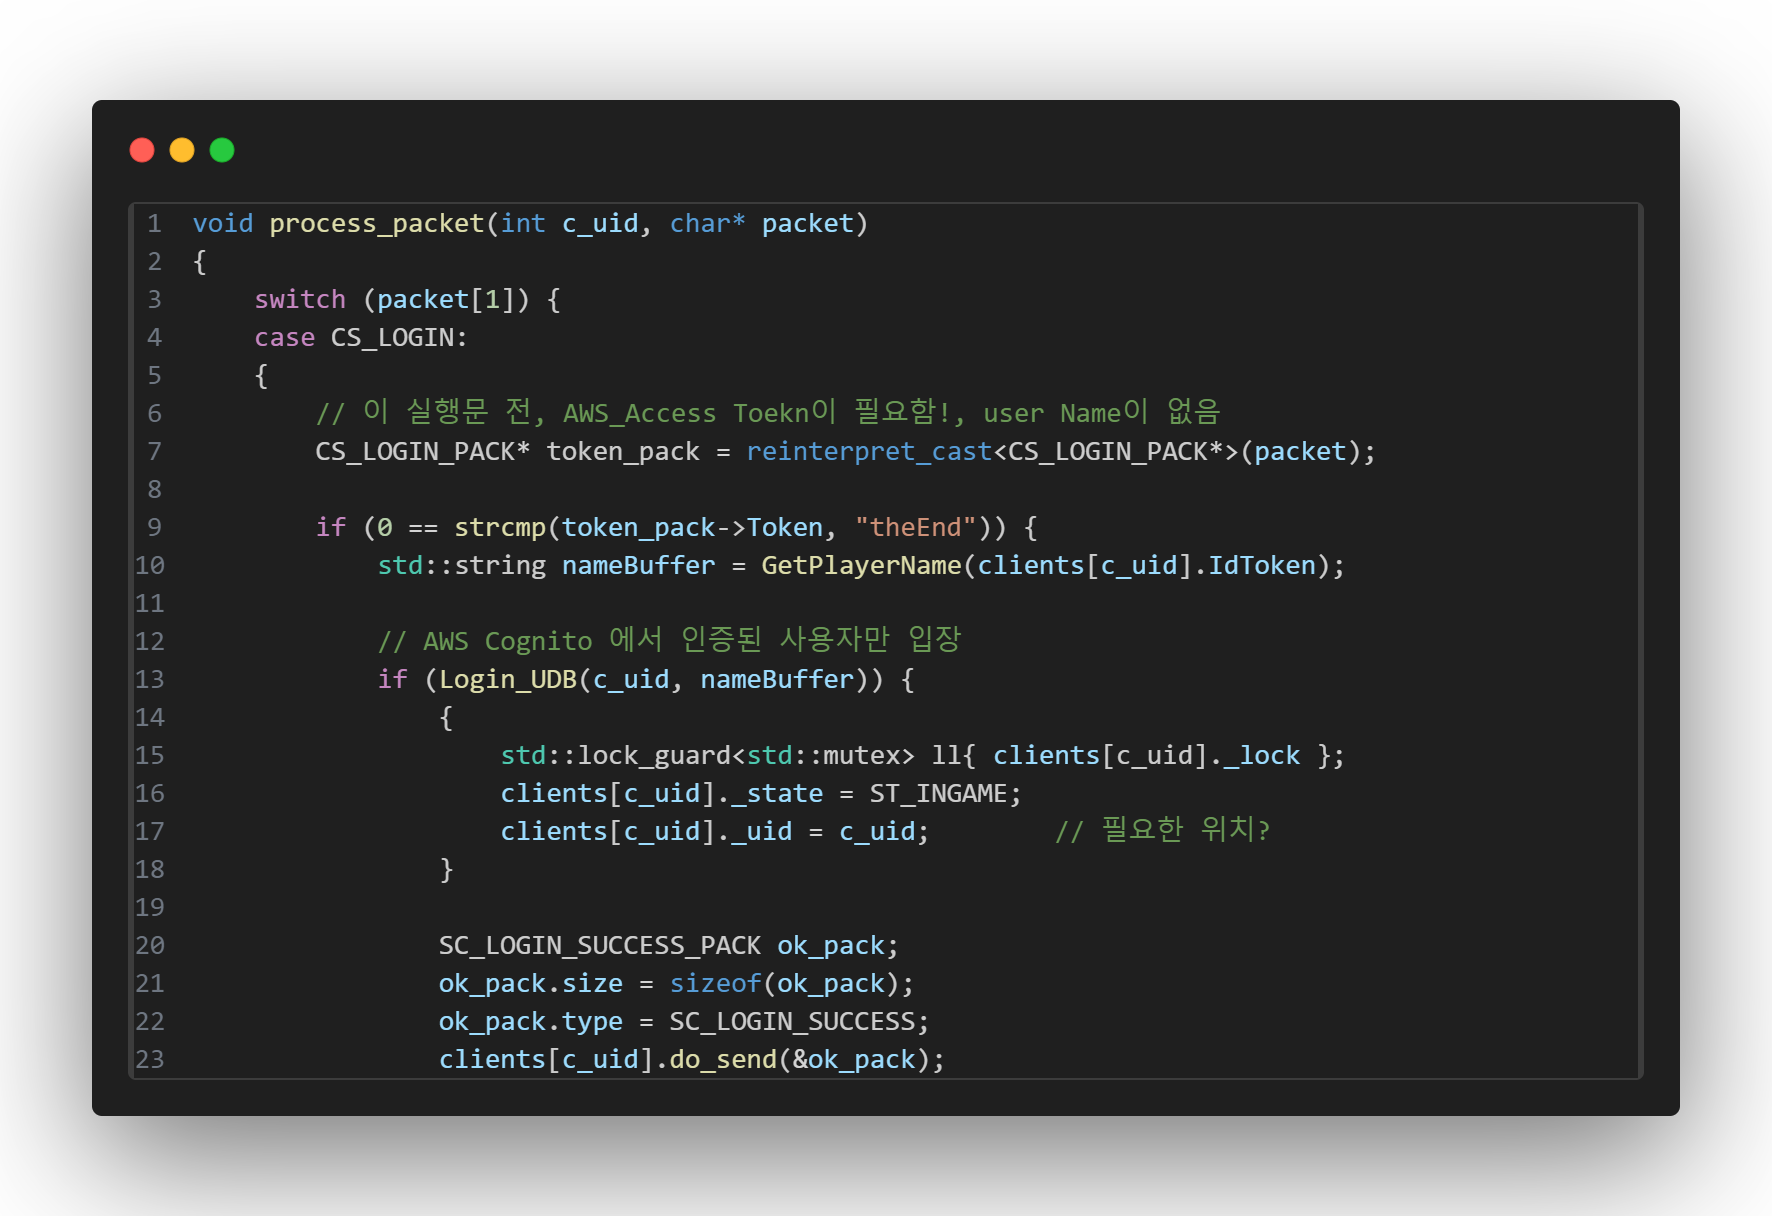 1 void process_packet(int c_uid, char* packet)
2 {
3     switch (packet[1]) {
4     case CS_LOGIN:
5     {
6         // 이 실행문 전, AWS_Access Toekn이 필요함!, user Name이 없음
7         CS_LOGIN_PACK* token_pack = reinterpret_cast<CS_LOGIN_PACK*>(packet);
8
9         if (0 == strcmp(token_pack->Token, "theEnd")) {
10             std::string nameBuffer = GetPlayerName(clients[c_uid].IdToken);
11
12             // AWS Cognito 에서 인증된 사용자만 입장
13             if (Login_UDB(c_uid, nameBuffer)) {
14                 {
15                     std::lock_guard<std::mutex> ll{ clients[c_uid]._lock };
16                     clients[c_uid]._state = ST_INGAME;
17                     clients[c_uid]._uid = c_uid;        // 필요한 위치?
18                 }
19
20                 SC_LOGIN_SUCCESS_PACK ok_pack;
21                 ok_pack.size = sizeof(ok_pack);
22                 ok_pack.type = SC_LOGIN_SUCCESS;
23                 clients[c_uid].do_send(&ok_pack);